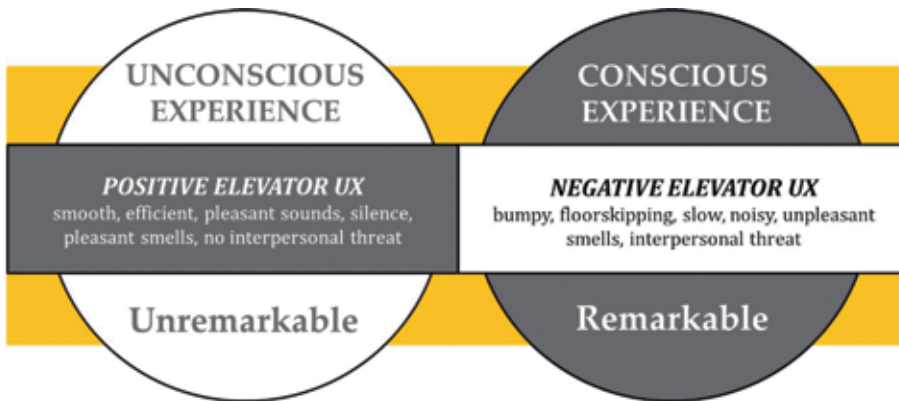 UNCONSCIOUS
EXPERIENCE
POSITIVE ELEVATOR UX
smooth, efficient, pleasant sounds, silence,
pleasant smells, no interpersonal threat
Unremarkable
CONSCIOUS
EXPERIENCE
NEGATIVE ELEVATOR UX
bumpy, floorskipping, slow, noisy, unpleasant
smells, interpersonal threat
Remarkable